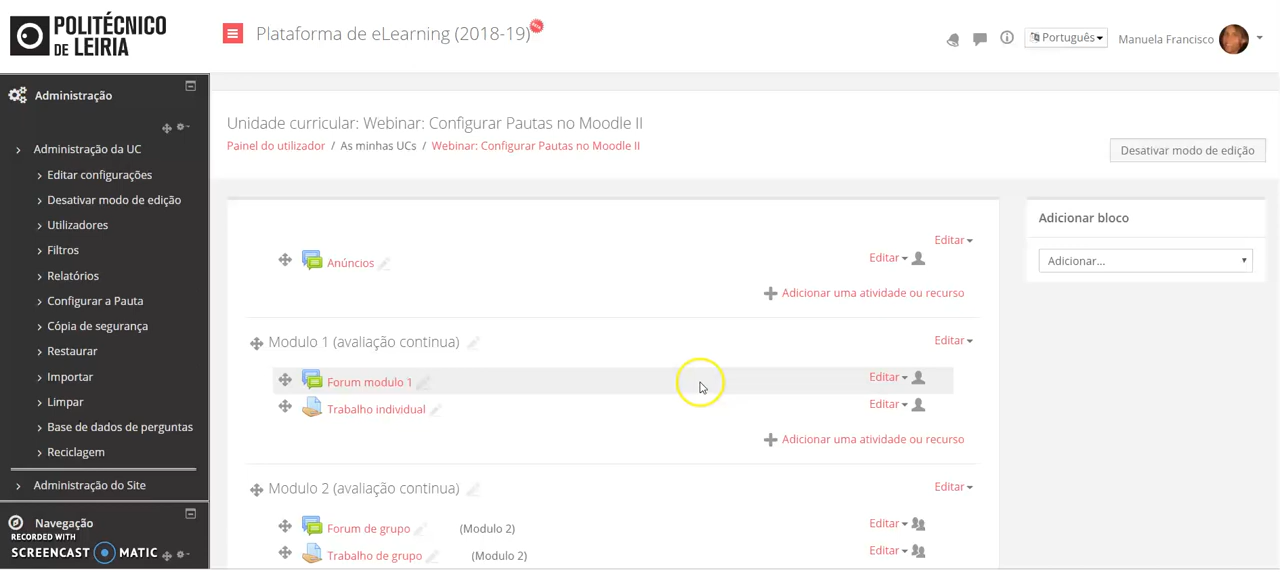 POLITÉCNICO
DE LEIRIA
Plataforma de eLearning (2018-19)
Português
Manuela Francisco
Administração
Administração da UC
Editar configurações
Desativar modo de edição
Utilizadores
Filtros
Relatórios
Configurar a Pauta
Cópia de segurança
Restaurar
Importar
Limpar
Base de dados de perguntas
Reciclagem
Administração do Site
Navegação
RECORDED WITH
SCREENCAST MATIC
Unidade curricular: Webinar: Configurar Pautas no Moodle II
Painel do utilizador / As minhas UCs / Webinar: Configurar Pautas no Moodle II
Desativar modo de edição
Editar
Anúncios Editar
Adicionar uma atividade ou recurso
Modulo 1 (avaliação continua) Editar
Forum modulo 1 Editar
Trabalho individual Editar
Adicionar uma atividade ou recurso
Modulo 2 (avaliação continua) Editar
Forum de grupo (Modulo 2) Editar
Trabalho de grupo (Modulo 2) Editar
Adicionar bloco
Adicionar...